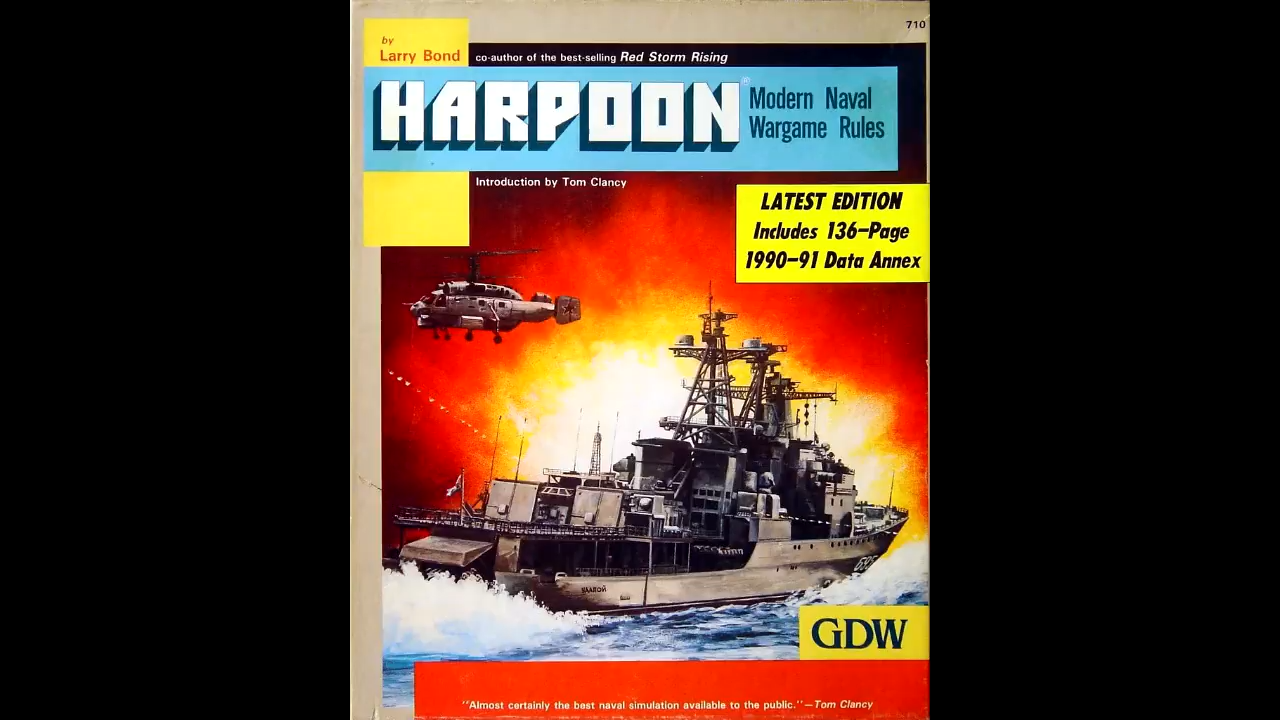 710
by
Larry Bond co-author of the best-selling Red Storm Rising
HARPOON®
Modern Naval
Wargame Rules
Introduction by Tom Clancy
LATEST EDITION
Includes 136-Page
1990-91 Data Annex
УДАЛОЙ
GDW
"Almost certainly the best naval simulation available to the public."—Tom Clancy